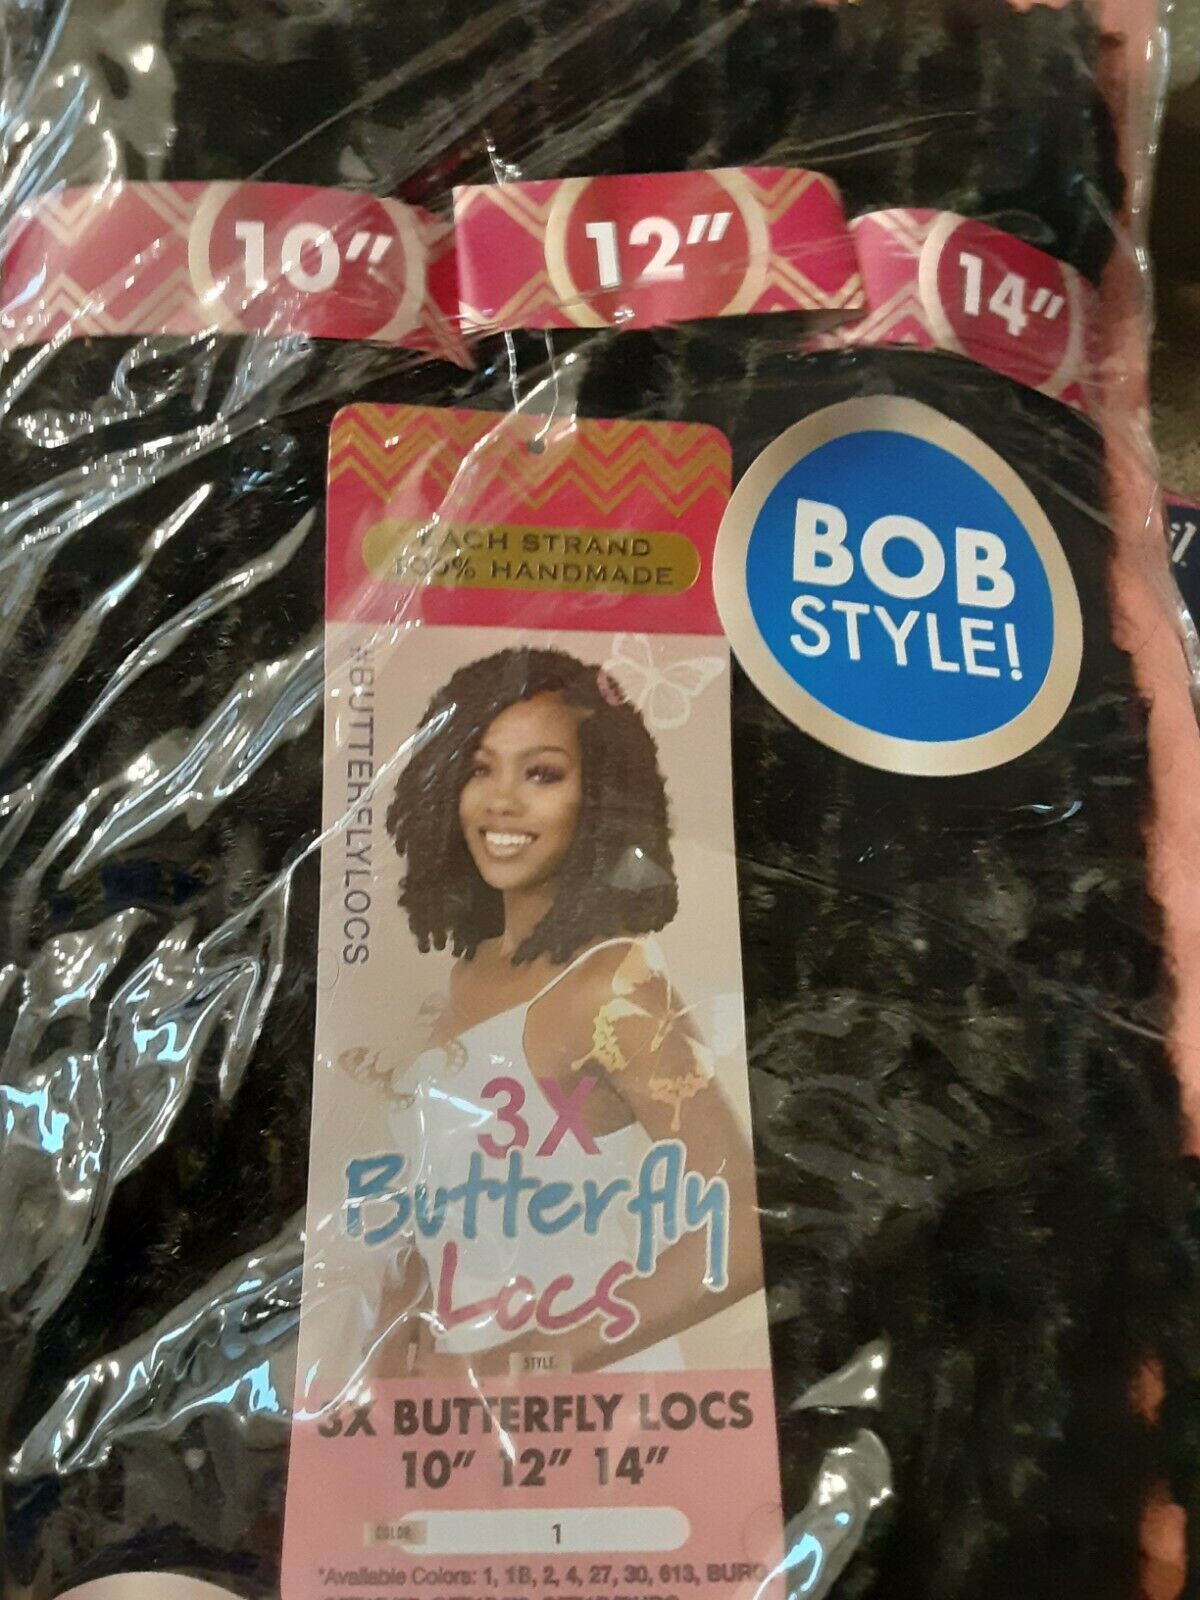 10"
12"
14"
EACH STRAND
100% HANDMADE
BOB
STYLE!
#BUTTERFLYLOCS
3X
Butterfly
Locs
STYLE
3X BUTTERFLY LOCS
10" 12" 14"
COLOR
1
*Available Colors: 1, 1B, 2, 4, 27, 30, 613, BURG